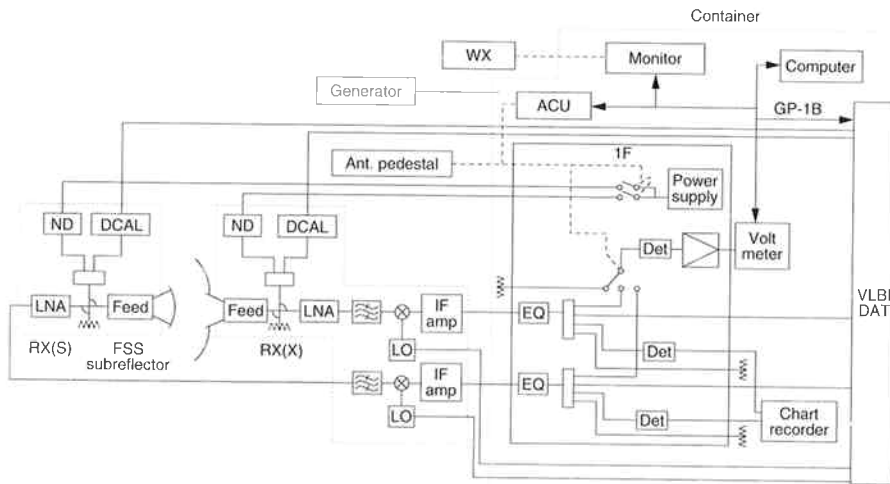 Container
WX
Monitor
Computer
Generator
ACU
GP-1B
Ant. pedestal
1F
Power
supply
ND
DCAL
ND
DCAL
Det
Volt
meter
LNA
Feed
Feed
LNA
IF
amp
EQ
VLBI
DAT
RX(S)
FSS
subreflector
RX(X)
LO
Det
IF
amp
EQ
LO
Det
Chart
recorder